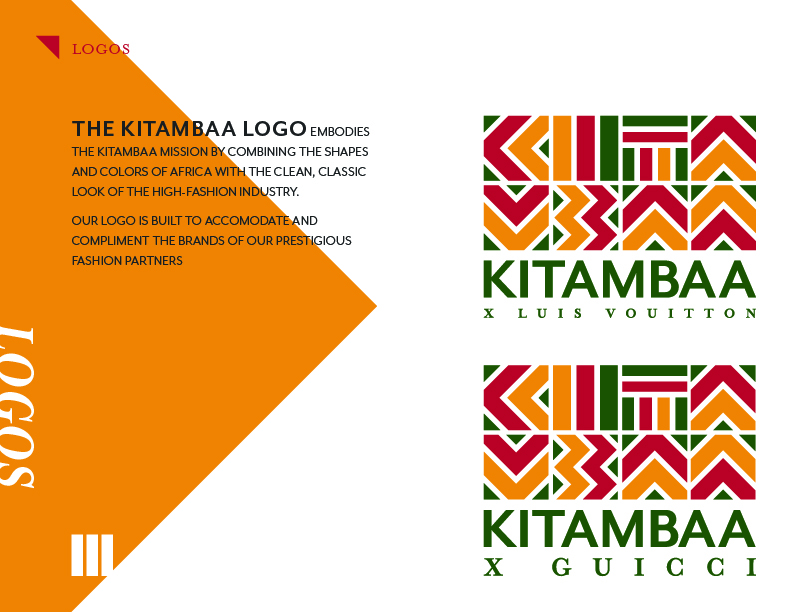 LOGOS
THE KITAMBAA LOGO EMBODIES
THE KITAMBAA MISSION BY COMBINING THE SHAPES
AND COLORS OF AFRICA WITH THE CLEAN, CLASSIC
LOOK OF THE HIGH-FASHION INDUSTRY.
OUR LOGO IS BUILT TO ACCOMODATE AND
COMPLIMENT THE BRANDS OF OUR PRESTIGIOUS
FASHION PARTNERS
LOGOS
KITAMBAA
X LUIS VOUITTON
KITAMBAA
X GUICCI